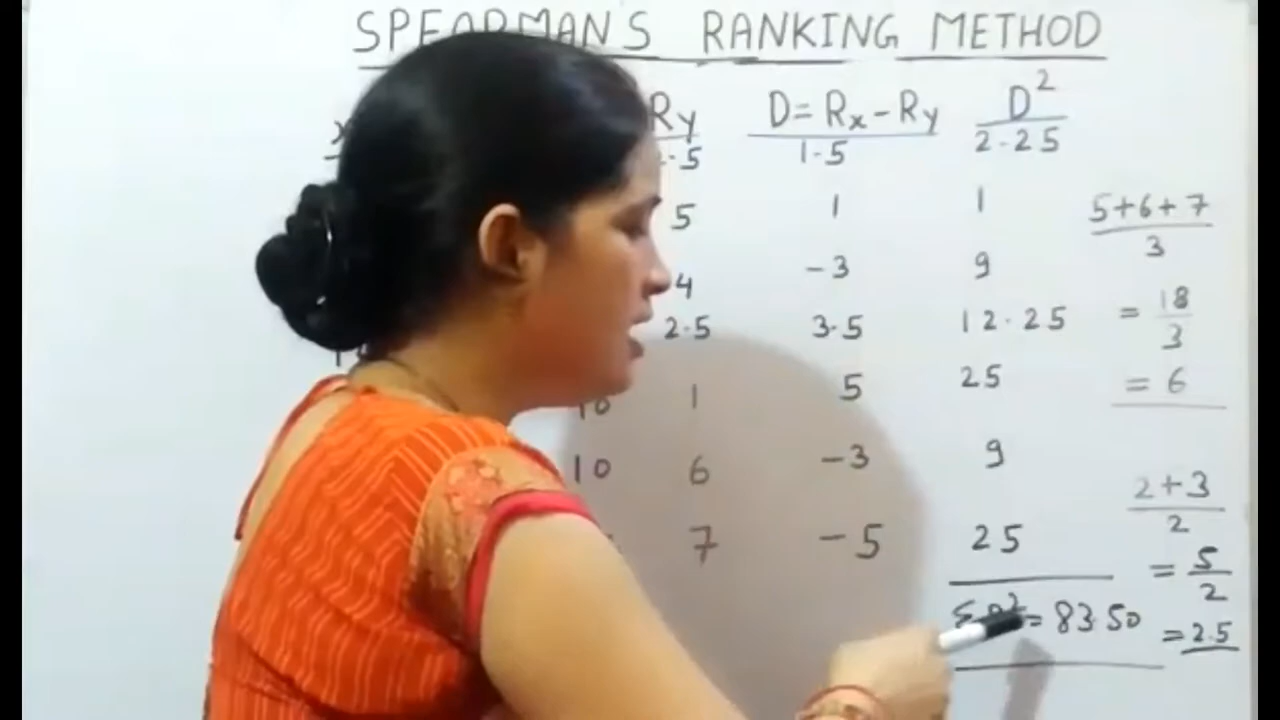 SPEARMAN'S RANKING METHOD
Ry D=Rx-Ry D²
1.5 2.25
5 1 1
4 -3 9
2.5 3.5 12.25
10 1 5 25
10 6 -3 9
7 -5 25
ΣD²= 83.50
5+6+7
3
= 18
3
= 6
2+3
2
= 5
2
= 2.5